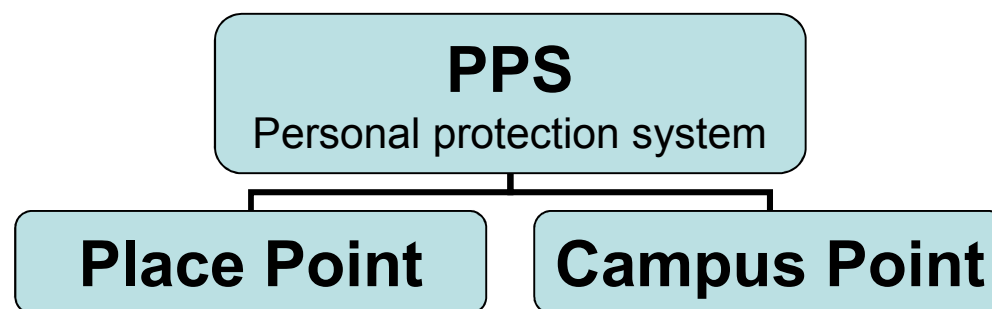 PPS
Personal protection system
Place Point
Campus Point